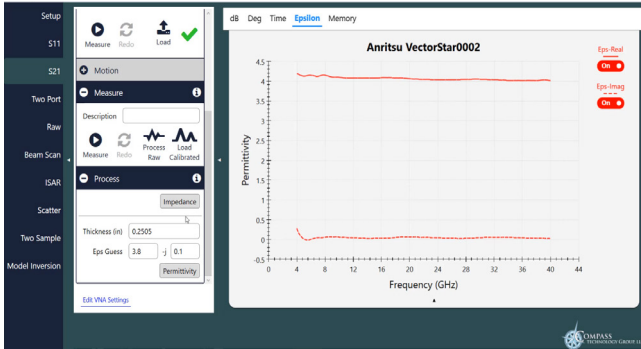 Setup
S11
S21
Two Port
Raw
Beam Scan
ISAR
Scatter
Two Sample
Model Inversion
Measure Redo Load
Motion
Measure
Description
Measure Redo Process Raw Load Calibrated
Process
Impedance
Thickness (in) 0.2505
Eps Guess 3.8 -j 0.1
Permittivity
Edit VNA Settings
dB Deg Time Epsilon Memory
Anritsu VectorStar0002
Eps-Real
On
Eps-Imag
On
Permittivity
4.5
4
3.5
3
2.5
2
1.5
1
0.5
0
-0.5
0 4 8 12 16 20 24 28 32 36 40 44
Frequency (GHz)
COMPASS
TECHNOLOGY GROUP